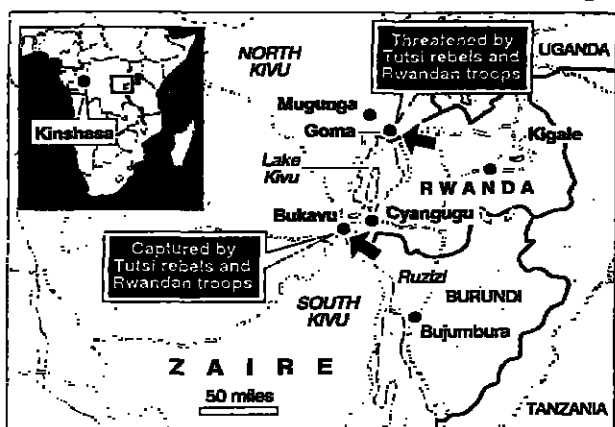 NORTH
KIVU
Threatened by
Tutsi rebels and
Rwandan troops
UGANDA
Kinshasa
Mugunga
Goma
Kigale
Lake
Kivu
RWANDA
Bukavu
Cyangugu
Captured by
Tutsi rebels and
Rwandan troops
Ruzizi
SOUTH
KIVU
BURUNDI
Bujumbura
ZAIRE
50 miles
TANZANIA